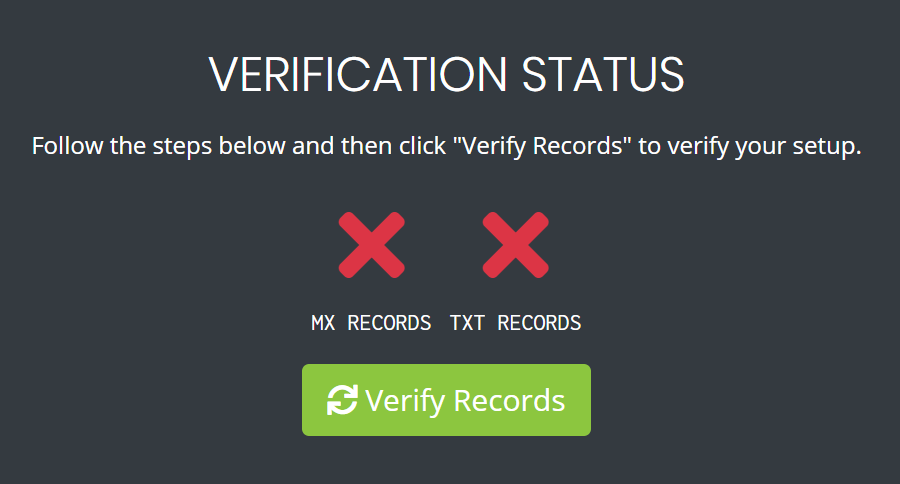 VERIFICATION STATUS
Follow the steps below and then click "Verify Records" to verify your setup.
MX RECORDS TXT RECORDS
Verify Records